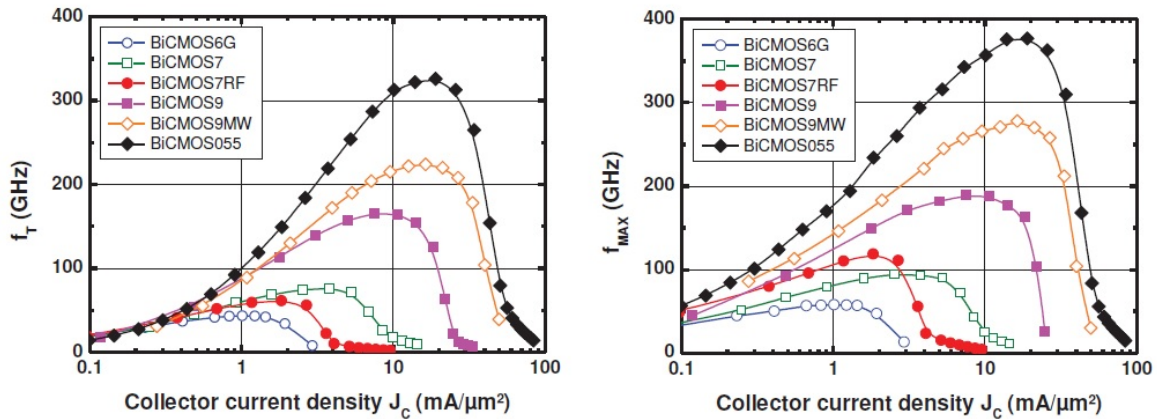 400
300
200
100
0
f_T (GHz)
BiCMOS6G
BiCMOS7
BiCMOS7RF
BiCMOS9
BiCMOS9MW
BiCMOS055
0.1 1 10 100
Collector current density J_C (mA/µm²)
400
300
200
100
0
f_MAX (GHz)
BiCMOS6G
BiCMOS7
BiCMOS7RF
BiCMOS9
BiCMOS9MW
BiCMOS055
0.1 1 10 100
Collector current density J_C (mA/µm²)